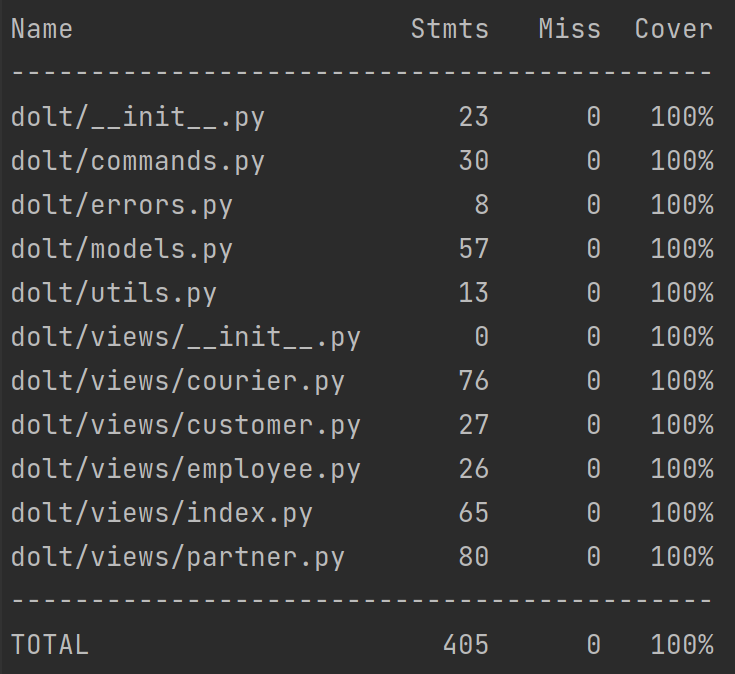 Name                     Stmts   Miss  Cover
--------------------------------------------
dolt/__init__.py            23      0   100%
dolt/commands.py            30      0   100%
dolt/errors.py               8      0   100%
dolt/models.py              57      0   100%
dolt/utils.py               13      0   100%
dolt/views/__init__.py       0      0   100%
dolt/views/courier.py       76      0   100%
dolt/views/customer.py      27      0   100%
dolt/views/employee.py      26      0   100%
dolt/views/index.py         65      0   100%
dolt/views/partner.py       80      0   100%
--------------------------------------------
TOTAL                      405      0   100%